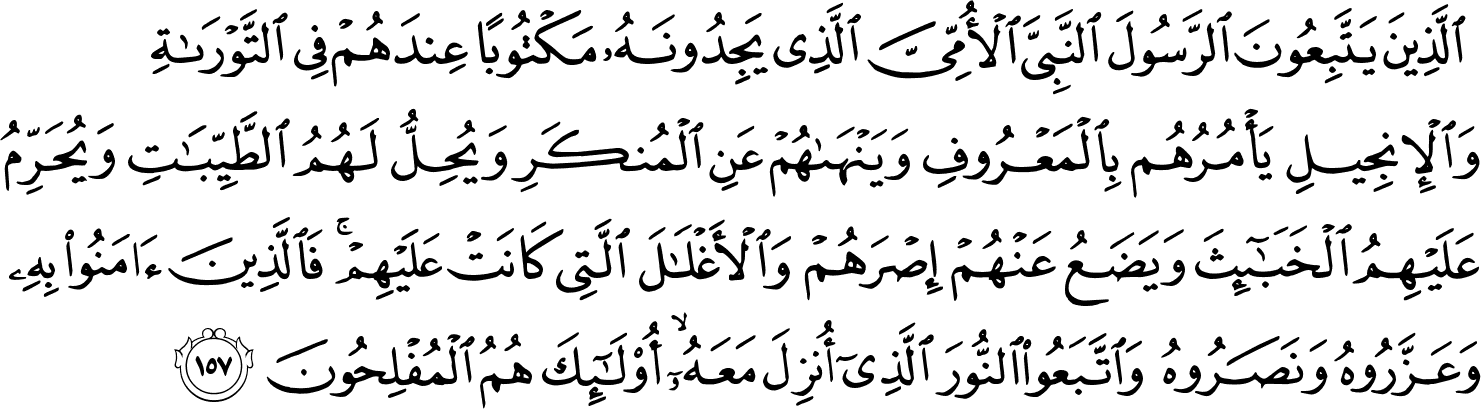 ٱلَّذِينَ يَتَّبِعُونَ ٱلرَّسُولَ ٱلنَّبِىَّ ٱلْأُمِّىَّ ٱلَّذِى يَجِدُونَهُۥ مَكْتُوبًا عِندَهُمْ فِى ٱلتَّوْرَىٰةِ
وَٱلْإِنجِيلِ يَأْمُرُهُم بِٱلْمَعْرُوفِ وَيَنْهَىٰهُمْ عَنِ ٱلْمُنكَرِ وَيُحِلُّ لَهُمُ ٱلطَّيِّبَـٰتِ وَيُحَرِّمُ
عَلَيْهِمُ ٱلْخَبَـٰٓئِثَ وَيَضَعُ عَنْهُمْ إِصْرَهُمْ وَٱلْأَغْلَـٰلَ ٱلَّتِى كَانَتْ عَلَيْهِمْ ۚ فَٱلَّذِينَ ءَامَنُوا۟ بِهِۦ
وَعَزَّرُوهُ وَنَصَرُوهُ وَٱتَّبَعُوا۟ ٱلنُّورَ ٱلَّذِىٓ أُنزِلَ مَعَهُۥٓ ۙ أُو۟لَـٰٓئِكَ هُمُ ٱلْمُفْلِحُونَ ١٥٧